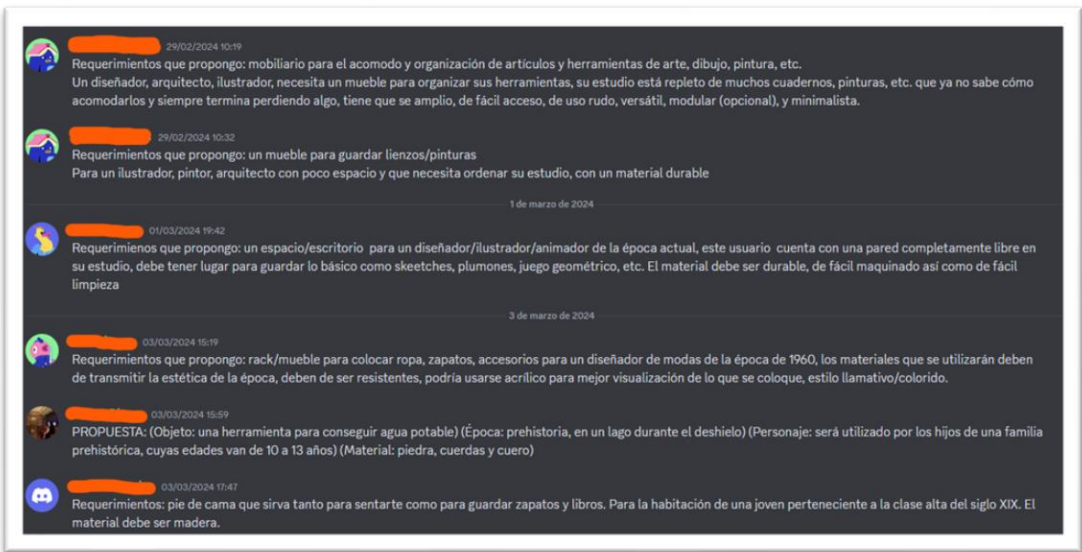 29/02/2024 10:19
Requerimientos que propongo: mobiliario para el acomodo y organización de artículos y herramientas de arte, dibujo, pintura, etc.
Un diseñador, arquitecto, ilustrador, necesita un mueble para organizar sus herramientas, su estudio está repleto de muchos cuadernos, pinturas, etc. que ya no sabe cómo
acomodarlos y siempre termina perdiendo algo, tiene que se amplio, de fácil acceso, de uso rudo, versátil, modular (opcional), y minimalista.
29/02/2024 10:32
Requerimientos que propongo: un mueble para guardar lienzos/pinturas
Para un ilustrador, pintor, arquitecto con poco espacio y que necesita ordenar su estudio, con un material durable
1 de marzo de 2024
01/03/2024 19:42
Requerimienos que propongo: un espacio/escritorio para un diseñador/ilustrador/animador de la época actual, este usuario cuenta con una pared completamente libre en
su estudio, debe tener lugar para guardar lo básico como skeetches, plumones, juego geométrico, etc. El material debe ser durable, de fácil maquinado así como de fácil
limpieza
3 de marzo de 2024
03/03/2024 15:19
Requerimientos que propongo: rack/mueble para colocar ropa, zapatos, accesorios para un diseñador de modas de la época de 1960, los materiales que se utilizarán deben
de transmitir la estética de la época, deben de ser resistentes, podría usarse acrílico para mejor visualización de lo que se coloque, estilo llamativo/colorido.
03/03/2024 15:59
PROPUESTA: (Objeto: una herramienta para conseguir agua potable) (Época: prehistoria, en un lago durante el deshielo) (Personaje: será utilizado por los hijos de una familia
prehistórica, cuyas edades van de 10 a 13 años) (Material: piedra, cuerdas y cuero)
03/03/2024 17:47
Requerimientos: pie de cama que sirva tanto para sentarte como para guardar zapatos y libros. Para la habitación de una joven perteneciente a la clase alta del siglo XIX. El
material debe ser madera.